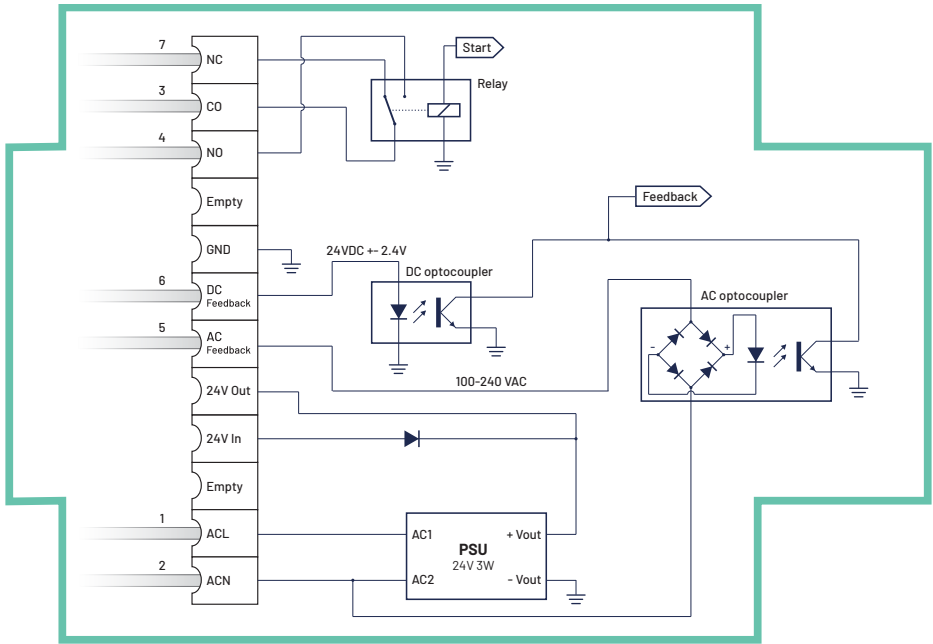 7
NC
3
CO
4
NO
Empty
GND
6
DC
Feedback
5
AC
Feedback
24V Out
24V In
Empty
1
ACL
2
ACN
Start
Relay
Feedback
24VDC +- 2.4V
DC optocoupler
AC optocoupler
-
+
100-240 VAC
AC1
+ Vout
PSU
24V 3W
AC2
- Vout